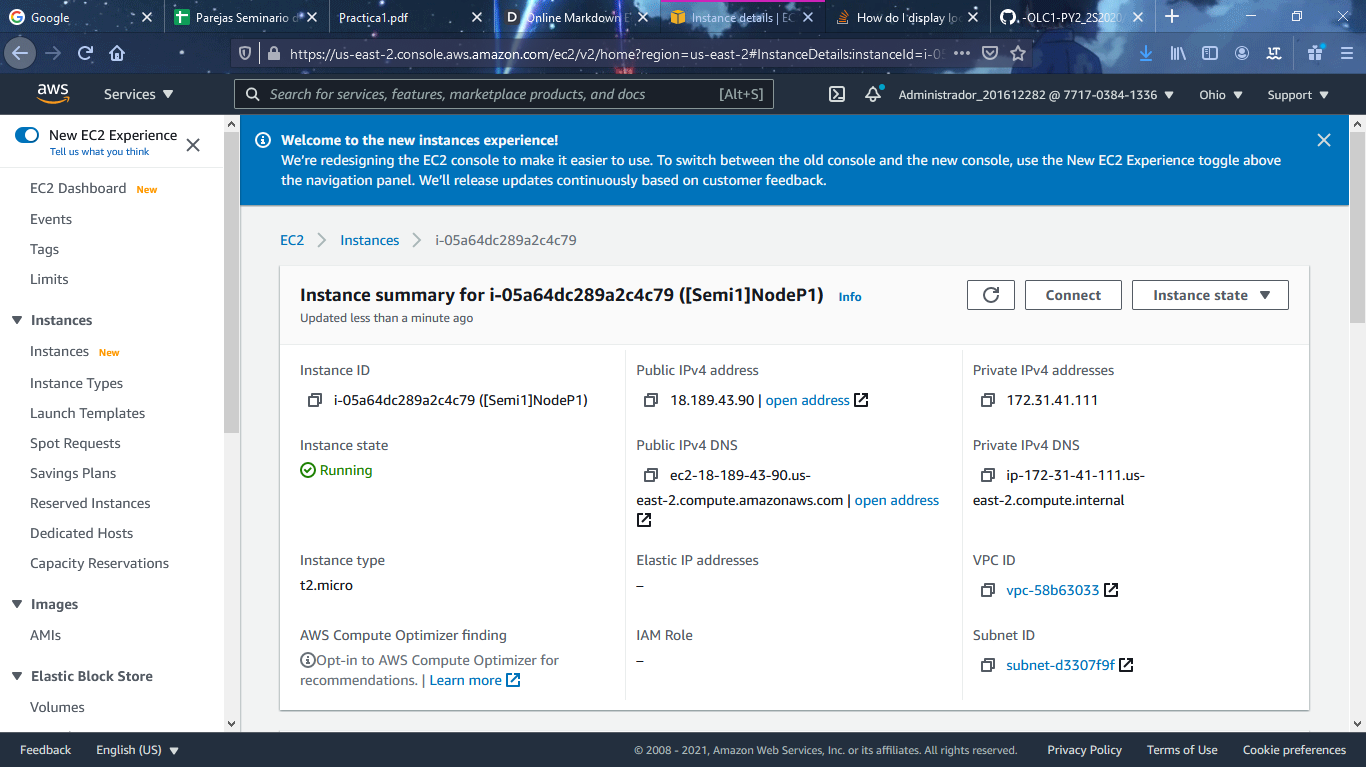 Google
Parejas Seminario d
Practica1.pdf
Online Markdown E
Instance details | EC
How do I display loc
-OLC1-PY2_2S2020/
https://us-east-2.console.aws.amazon.com/ec2/v2/home?region=us-east-2#InstanceDetails:instanceId=i-05
aws
Services
Search for services, features, marketplace products, and docs [Alt+S]
Administrador_201612282 @ 7717-0384-1336
Ohio
Support
New EC2 Experience
Tell us what you think
EC2 Dashboard New
Events
Tags
Limits
Instances
Instances New
Instance Types
Launch Templates
Spot Requests
Savings Plans
Reserved Instances
Dedicated Hosts
Capacity Reservations
Images
AMIs
Elastic Block Store
Volumes
Welcome to the new instances experience!
We're redesigning the EC2 console to make it easier to use. To switch between the old console and the new console, use the New EC2 Experience toggle above
the navigation panel. We'll release updates continuously based on customer feedback.
EC2 > Instances > i-05a64dc289a2c4c79
Instance summary for i-05a64dc289a2c4c79 ([Semi1]NodeP1) Info
Updated less than a minute ago
Connect
Instance state
Instance ID
i-05a64dc289a2c4c79 ([Semi1]NodeP1)
Public IPv4 address
18.189.43.90 | open address
Private IPv4 addresses
172.31.41.111
Instance state
Running
Public IPv4 DNS
ec2-18-189-43-90.us-
east-2.compute.amazonaws.com | open address
Private IPv4 DNS
ip-172-31-41-111.us-
east-2.compute.internal
Instance type
t2.micro
Elastic IP addresses
–
VPC ID
vpc-58b63033
AWS Compute Optimizer finding
Opt-in to AWS Compute Optimizer for
recommendations. | Learn more
IAM Role
–
Subnet ID
subnet-d3307f9f
Feedback
English (US)
© 2008 - 2021, Amazon Web Services, Inc. or its affiliates. All rights reserved.
Privacy Policy
Terms of Use
Cookie preferences